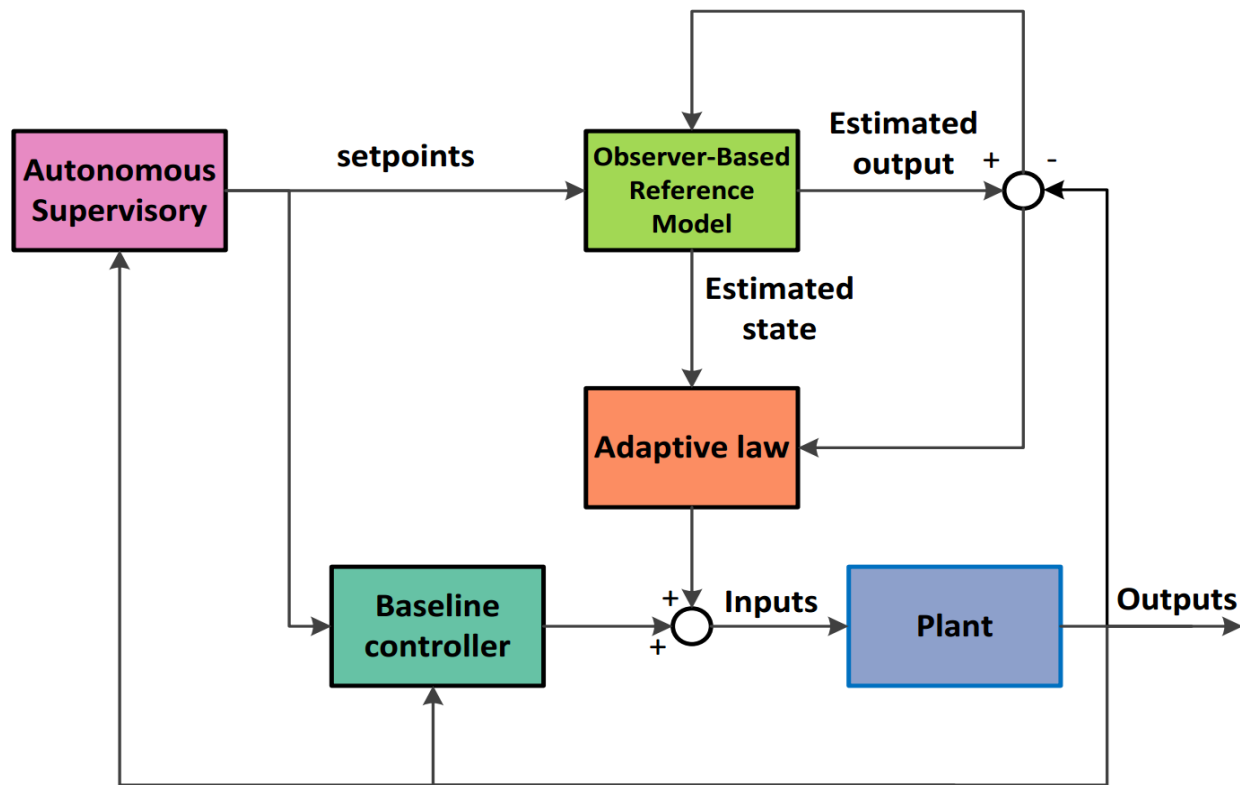 Autonomous
Supervisory
setpoints
Observer-Based
Reference
Model
Estimated
output
+
-
Estimated
state
Adaptive law
Baseline
controller
+
+
Inputs
Plant
Outputs